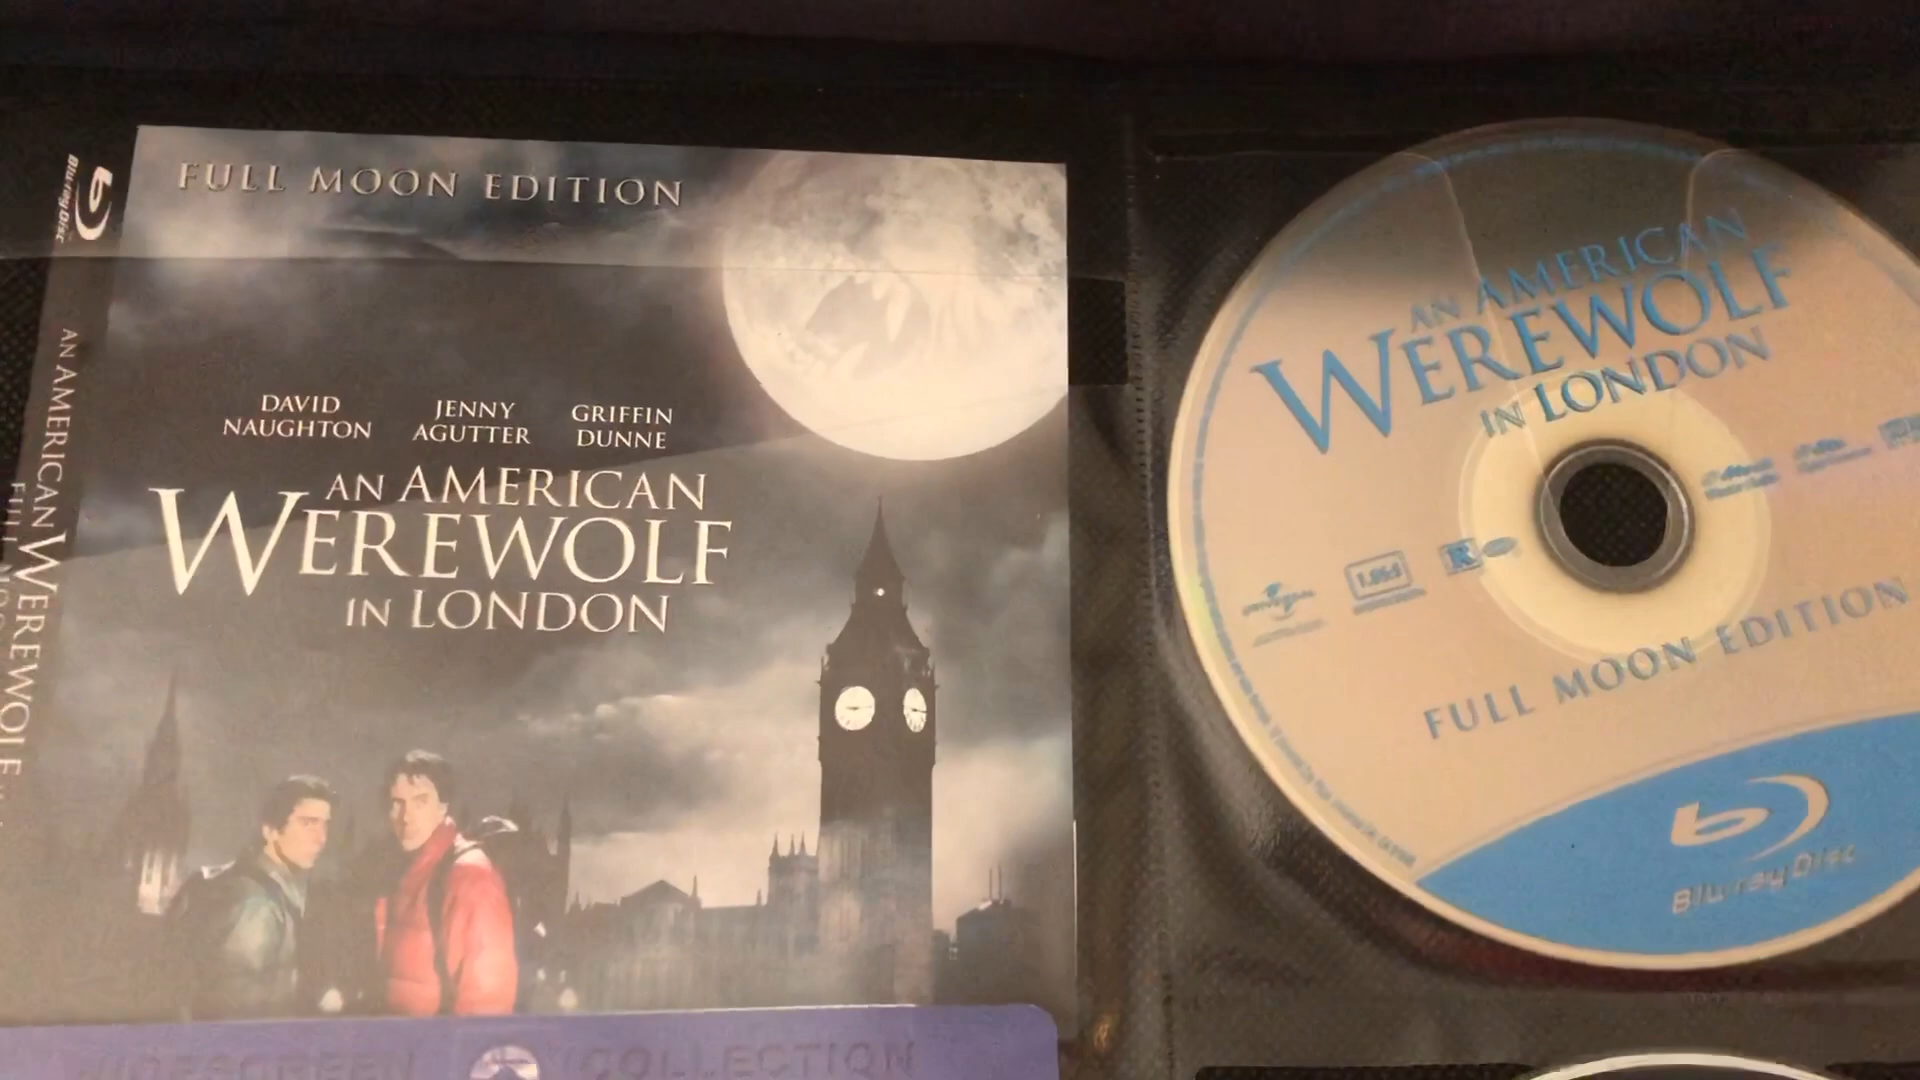 FULL MOON EDITION
Blu-ray Disc
DAVID NAUGHTON
JENNY AGUTTER
GRIFFIN DUNNE
AN AMERICAN
WEREWOLF
IN LONDON
AN AMERICAN WEREWOLF
WIDESCREEN COLLECTION
AN AMERICAN
WEREWOLF
IN LONDON
R
FULL MOON EDITION
Blu-ray Disc